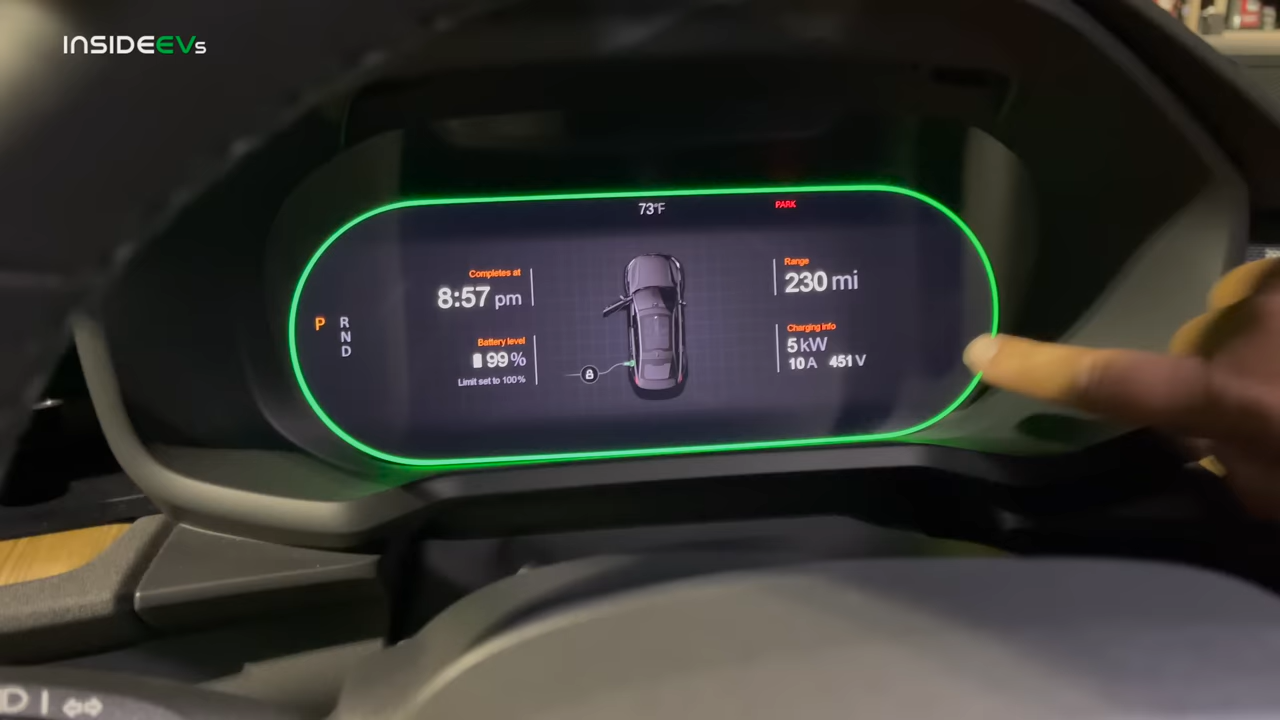 INSIDEEVs
73°F
PARK
Completes at
8:57 pm
Battery level
99 %
Limit set to 100%
P
R
N
D
Range
230 mi
Charging info
5 kW
10 A 451 V
D